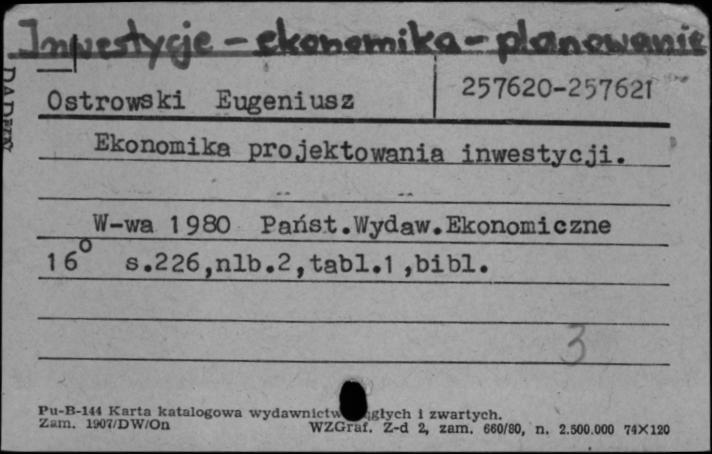 Inwestycje - ekonomika - planowanie
257620-257621
Ostrowski Eugeniusz
Ekonomika projektowania inwestycji.
W-wa 1980 Państ.Wydaw.Ekonomiczne
16° s.226,nlb.2,tabl.1,bibl.
3
Pu-B-144 Karta katalogowa wydawnictw ągłych i zwartych.
Zam. 1907/DW/On WZGraf. Z-d 2, zam. 660/80, n. 2.500.000 74×120